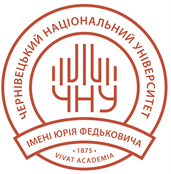 ЧЕРНІВЕЦЬКИЙ НАЦІОНАЛЬНИЙ УНІВЕРСИТЕТ
ЧНУ
ІМЕНІ ЮРІЯ ФЕДЬКОВИЧА
• 1875 •
VIVAT ACADEMIA